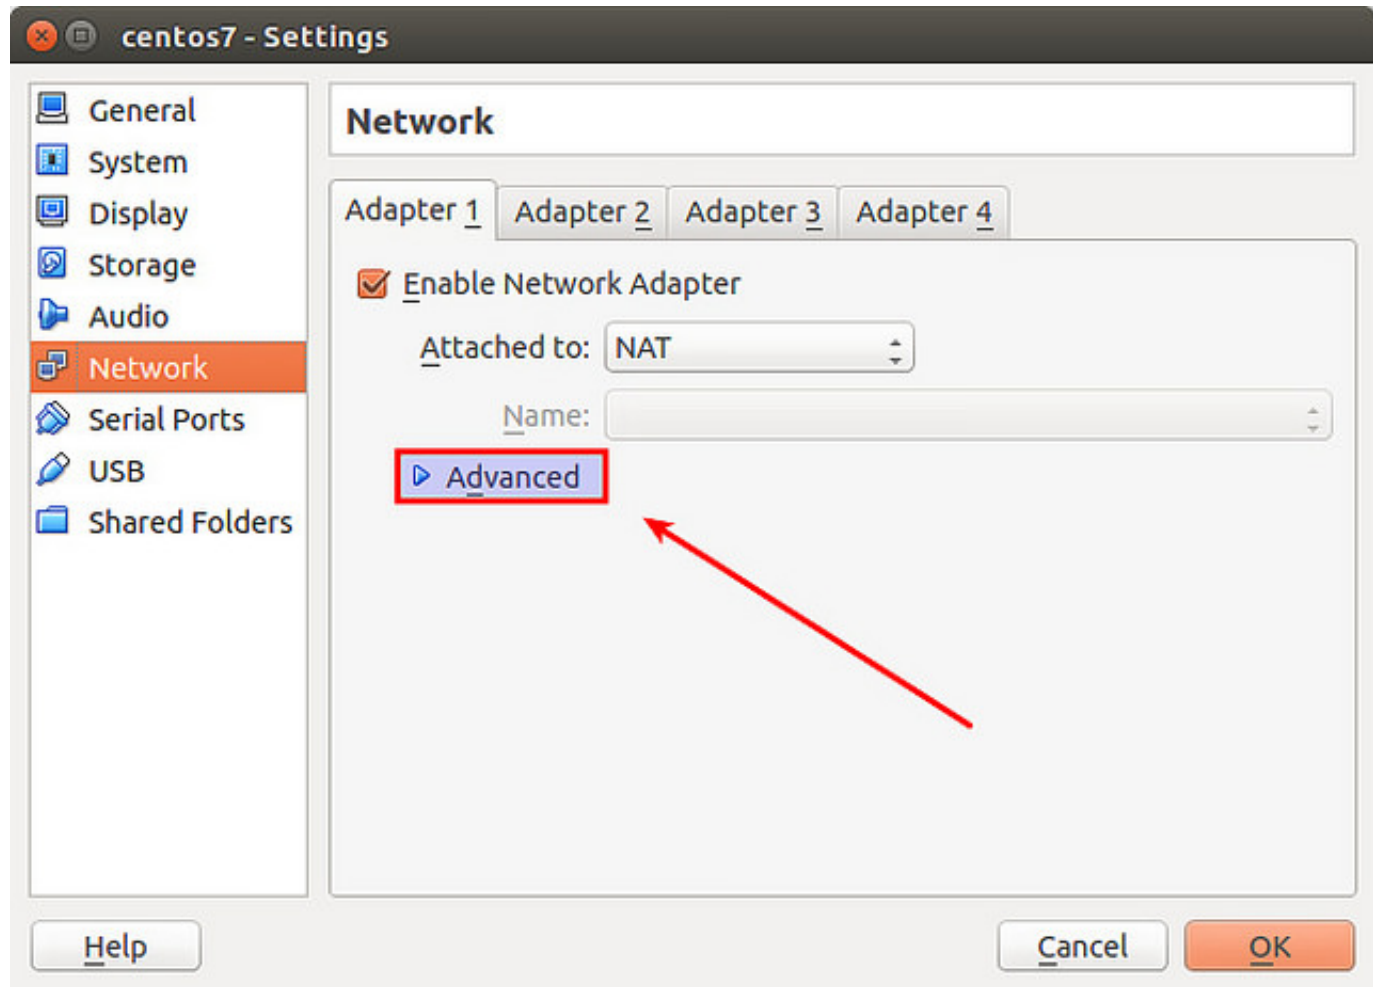 centos7 - Settings
General
System
Display
Storage
Audio
Network
Serial Ports
USB
Shared Folders
Network
Adapter 1 Adapter 2 Adapter 3 Adapter 4
Enable Network Adapter
Attached to: NAT
Name:
Advanced
Help Cancel OK